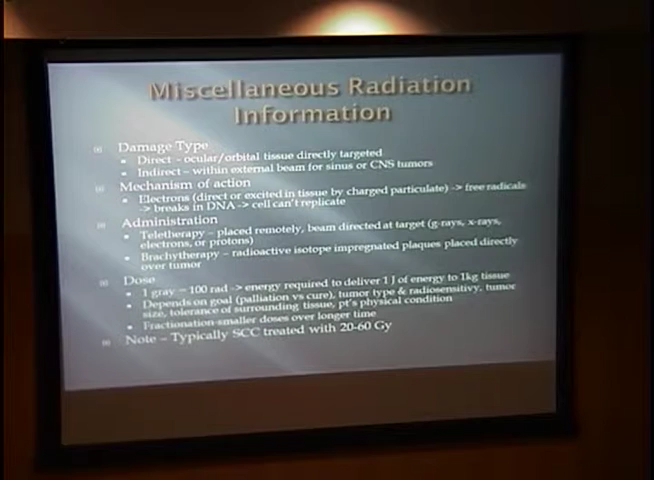 Miscellaneous Radiation
Information
Damage Type
Direct - ocular/orbital tissue directly targeted
Indirect - within external beam for sinus or CNS tumors
Mechanism of action
Electrons (direct or excited in tissue by charged particulate) -> free radicals
-> breaks in DNA -> cell can't replicate
Administration
Teletherapy - placed remotely, beam directed at target (g-rays, x-rays,
electrons, or protons)
Brachytherapy - radioactive isotope impregnated plaques placed directly
over tumor
Dose
1 gray = 100 rad -> energy required to deliver 1 J of energy to 1kg tissue
Depends on goal (palliation vs cure), tumor type & radiosensitivy, tumor
size, tolerance of surrounding tissue, pt's physical condition
Fractionation-smaller doses over longer time
Note - Typically SCC treated with 20-60 Gy